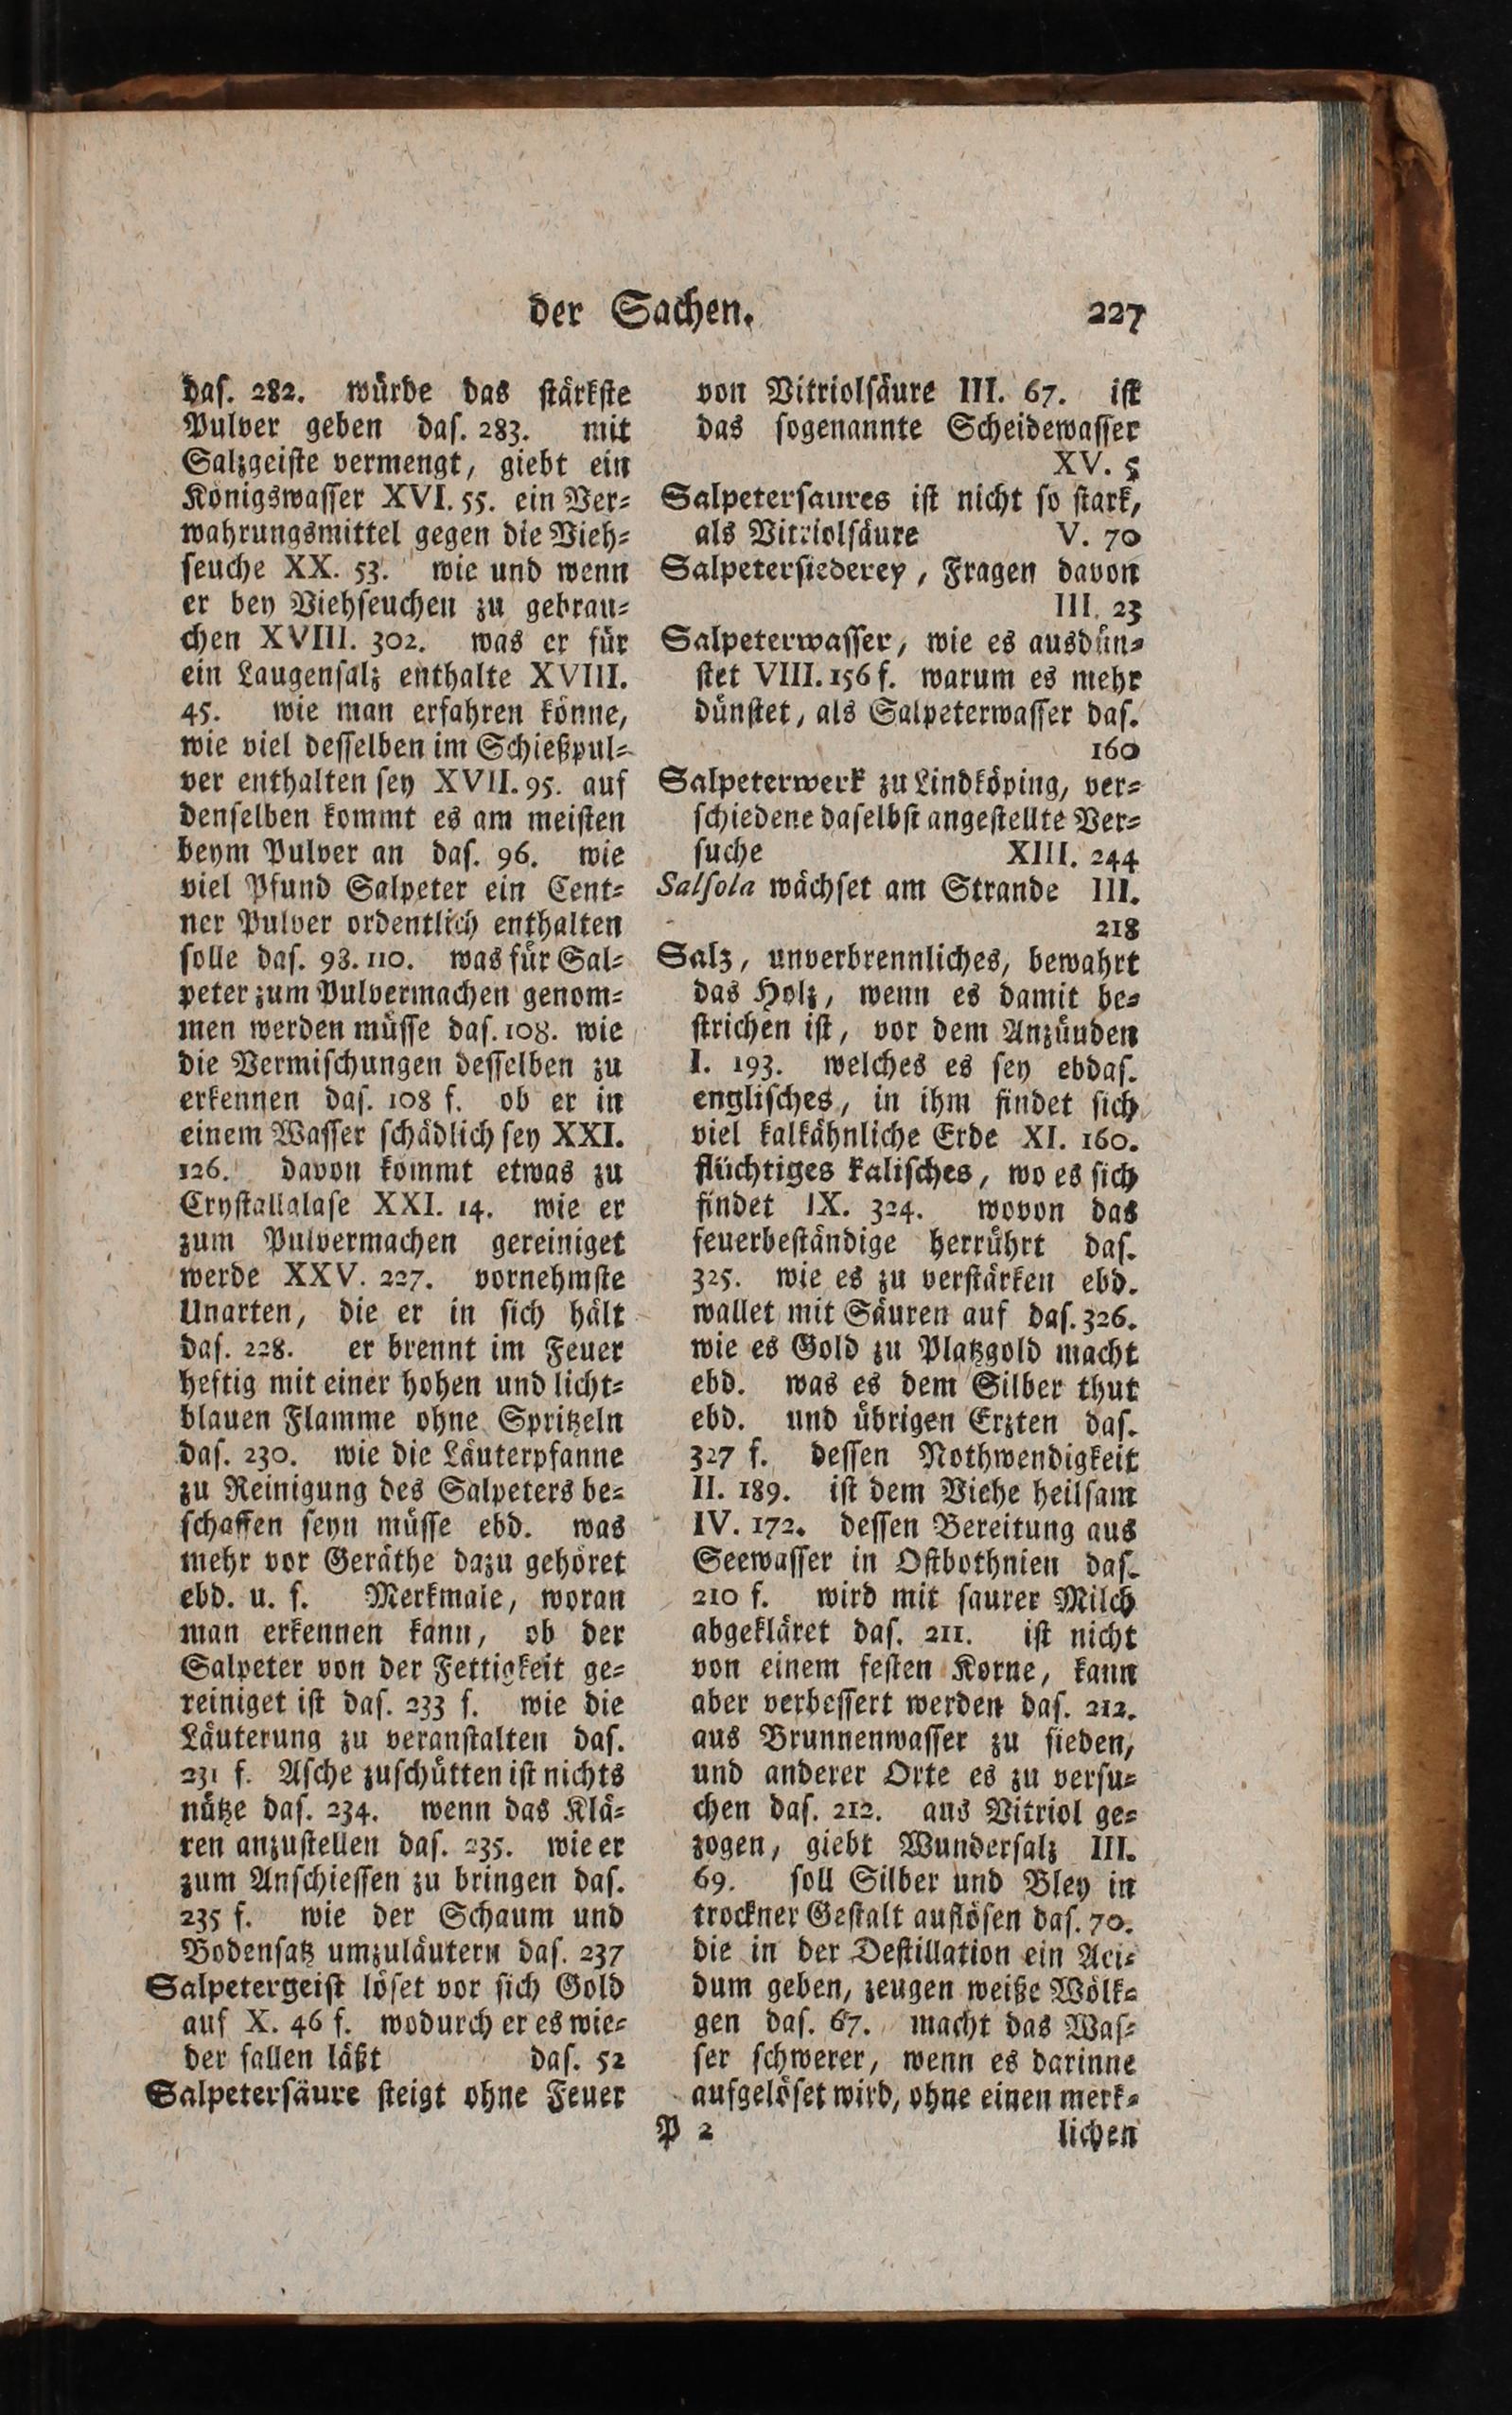 der Sachen. 227
daſ. 282. würde das ſtärkſte
Pulver geben daſ. 283. mit
Salzgeiſte vermengt, giebt ein
Königswaſſer XVI. 55. ein Ver⸗
wahrungsmittel gegen die Vieh⸗
ſeuche XX. 53. wie und wenn
er bey Viehſeuchen zu gebrau⸗
chen XVIII. 302. was er für
ein Laugenſalz enthalte XVIII.
45. wie man erfahren könne,
wie viel deſſelben im Schießpul⸗
ver enthalten ſey XVII. 95. auf
denſelben kommt es am meiſten
beym Pulver an daſ. 96. wie
viel Pfund Salpeter ein Cent⸗
ner Pulver ordentlich enthalten
ſolle daſ. 93. 110. was für Sal⸗
peter zum Pulvermachen genom⸗
men werden müſſe daſ. 108. wie
die Vermiſchungen deſſelben zu
erkennen daſ. 108 f. ob er in
einem Waſſer ſchädlich ſey XXI.
126. davon kommt etwas zu
Cryſtallglaſe XXI. 14. wie er
zum Pulvermachen gereiniget
werde XXV. 227. vornehmſte
Unarten, die er in ſich hält
daſ. 228. er brennt im Feuer
heftig mit einer hohen und licht⸗
blauen Flamme ohne Spritzeln
daſ. 230. wie die Läuterpfanne
zu Reinigung des Salpeters be⸗
ſchaffen ſeyn müſſe ebd. was
mehr vor Geräthe dazu gehöret
ebd. u. f. Merkmale, woran
man erkennen kann, ob der
Salpeter von der Fettigkeit ge⸗
reiniget iſt daſ. 233 f. wie die
Läuterung zu veranſtalten daſ.
231 f. Aſche zuſchütten iſt nichts
nütze daſ. 234. wenn das Klä⸗
ren anzuſtellen daſ. 235. wie er
zum Anſchieſſen zu bringen daſ.
235 f. wie der Schaum und
Bodenſatz umzuläutern daſ. 237
Salpetergeiſt löſet vor ſich Gold
auf X. 46 f. wodurch er es wie⸗
der fallen läßt daſ. 52
Salpeterſäure ſteigt ohne Feuer
von Vitriolſäure III. 67. iſt
das ſogenannte Scheidewaſſer
XV. 5
Salpeterſaures iſt nicht ſo ſtark,
als Vitriolſäure V. 70
Salpeterſiederey, Fragen davon
III. 23
Salpeterwaſſer, wie es ausdün⸗
ſtet VIII. 156 f. warum es mehr
dünſtet, als Salpeterwaſſer daſ.
160
Salpeterwerk zu Lindköping, ver⸗
ſchiedene daſelbſt angeſtellte Ver⸗
ſuche XIII. 244
Salſola wächſet am Strande III.
218
Salz, unverbrennliches, bewahrt
das Holz, wenn es damit be⸗
ſtrichen iſt, vor dem Anzünden
I. 193. welches es ſey ebdaſ.
engliſches, in ihm findet ſich
viel kalkähnliche Erde XI. 160.
flüchtiges kaliſches, wo es ſich
findet IX. 324. wovon das
feuerbeſtändige herrührt daſ.
325. wie es zu verſtärken ebd.
wallet mit Säuren auf daſ. 326.
wie es Gold zu Platzgold macht
ebd. was es dem Silber thut
ebd. und übrigen Erzten daſ.
327 f. deſſen Nothwendigkeit
II. 189. iſt dem Viehe heilſam
IV. 172. deſſen Bereitung aus
Seewaſſer in Oſtbothnien daſ.
210 f. wird mit ſaurer Milch
abgekläret daſ. 211. iſt nicht
von einem feſten Korne, kann
aber verbeſſert werden daſ. 212.
aus Brunnenwaſſer zu ſieden,
und anderer Orte es zu verſu⸗
chen daſ. 212. aus Vitriol ge⸗
zogen, giebt Wunderſalz III.
69. ſoll Silber und Bley in
trockner Geſtalt auflöſen daſ. 70.
die in der Deſtillation ein Aci⸗
dum geben, zeugen weiße Wölk⸗
gen daſ. 67. macht das Waſ⸗
ſer ſchwerer, wenn es darinne
aufgelöſet wird, ohne einen merk⸗
P 2 lichen